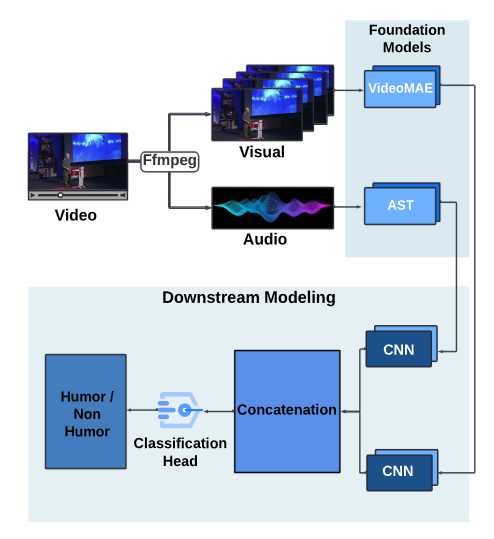 Foundation
Models
VideoMAE
Visual
Ffmpeg
Video
AST
Audio
Downstream Modeling
CNN
Humor /
Non
Humor
Concatenation
Classification
Head
CNN